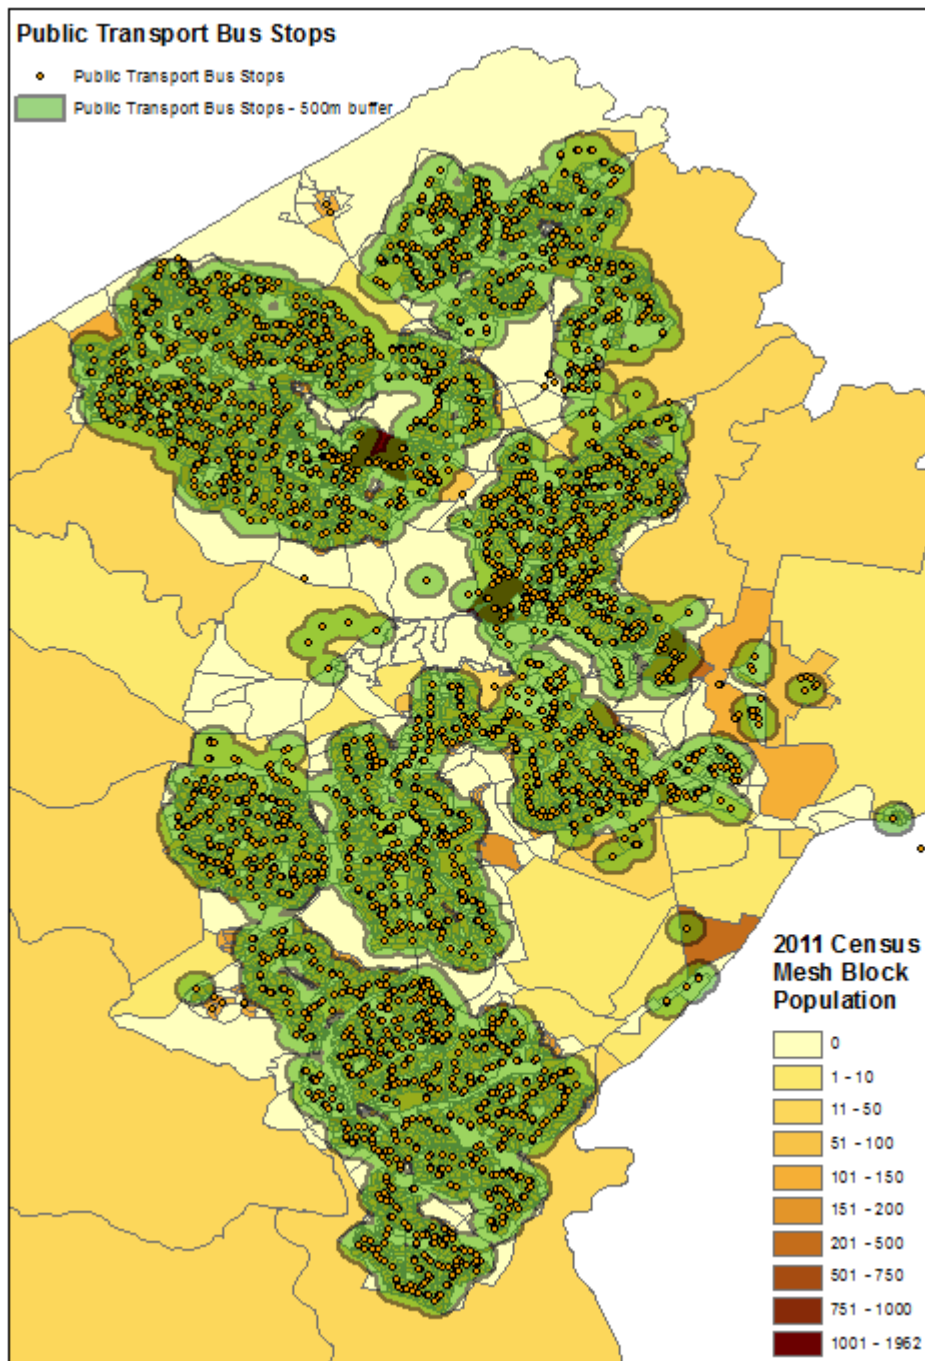 Public Transport Bus Stops
Public Transport Bus Stops
Public Transport Bus Stops - 500m buffer
2011 Census
Mesh Block
Population
0
1 - 10
11 - 50
51 - 100
101 - 150
151 - 200
201 - 500
501 - 750
751 - 1000
1001 - 1962